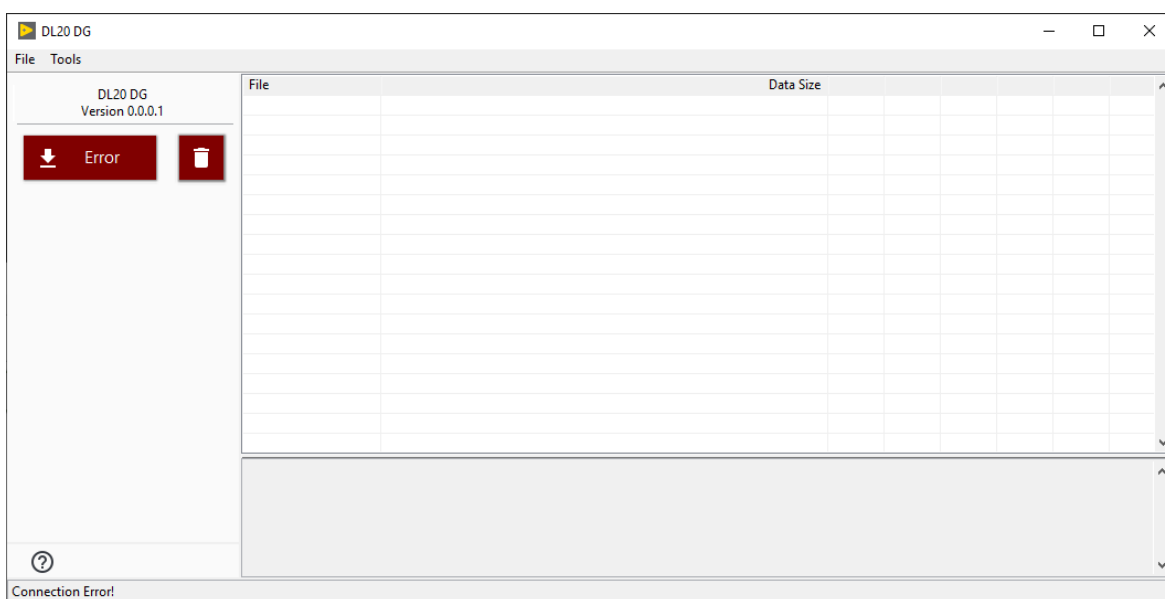 DL20 DG
File Tools
DL20 DG
Version 0.0.0.1
Error
File Data Size
Connection Error!